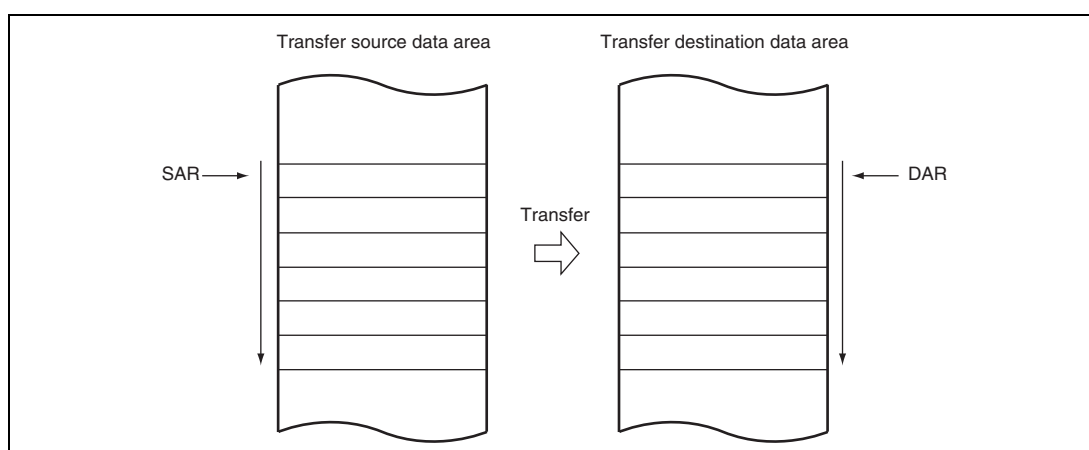 Transfer source data area
Transfer destination data area
SAR
DAR
Transfer